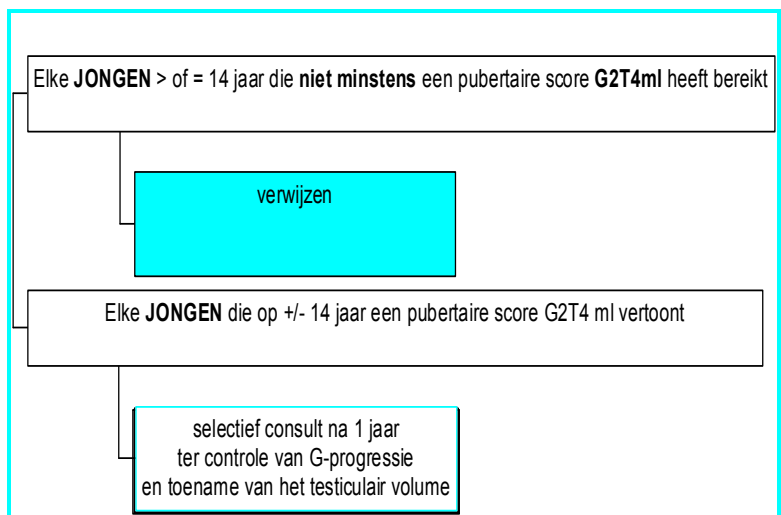 Elke JONGEN > of = 14 jaar die niet minstens een pubertaire score G2T4ml heeft bereikt
verwijzen
Elke JONGEN die op +/- 14 jaar een pubertaire score G2T4 ml vertoont
selectief consult na 1 jaar
ter controle van G-progressie
en toename van het testiculair volume